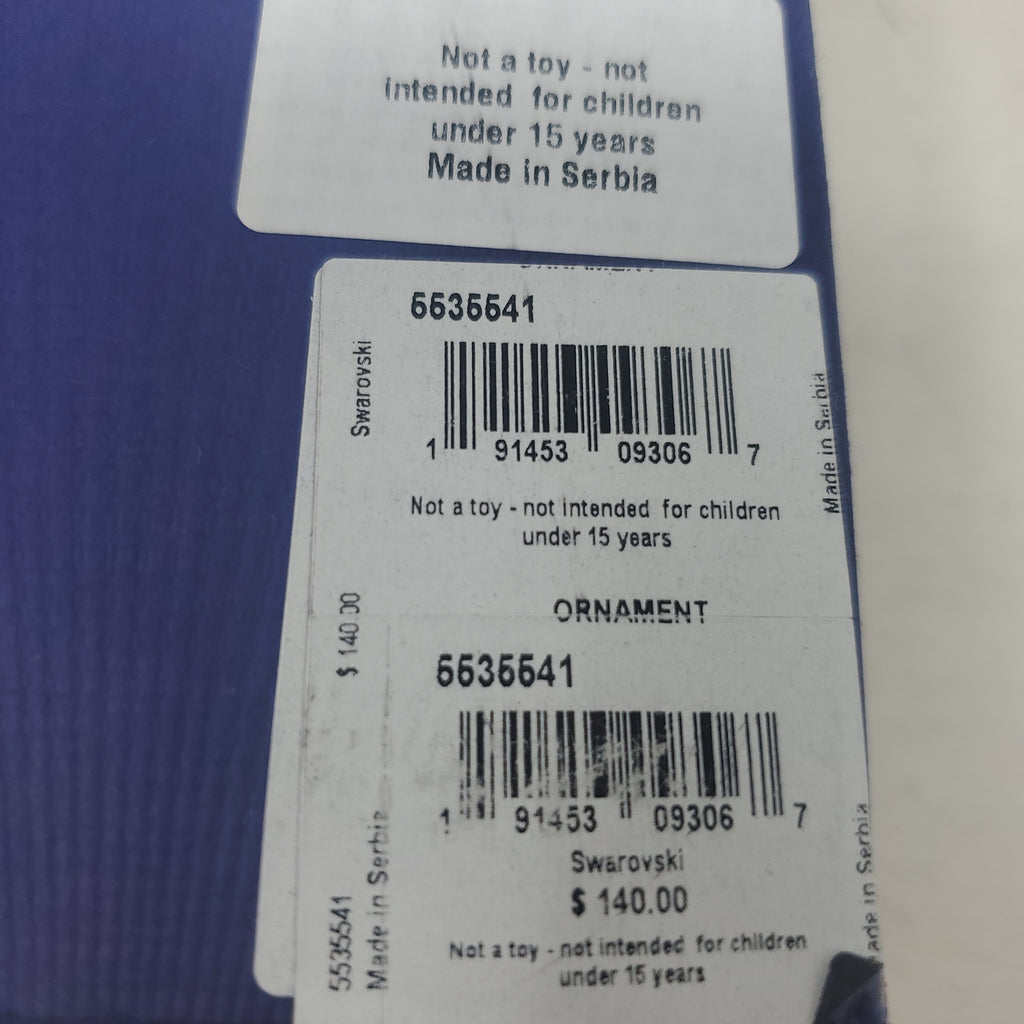 Not a toy - not
intended for children
under 15 years
Made in Serbia
5535541
Swarovski
1 91453 09306 7
Made in Serbia
Not a toy - not intended for children
under 15 years
$ 140.00
ORNAMENT
5535541
1 91453 09306 7
Swarovski
$ 140.00
Not a toy - not intended for children
under 15 years
5535541
Made in Serbia
ade in Serbia